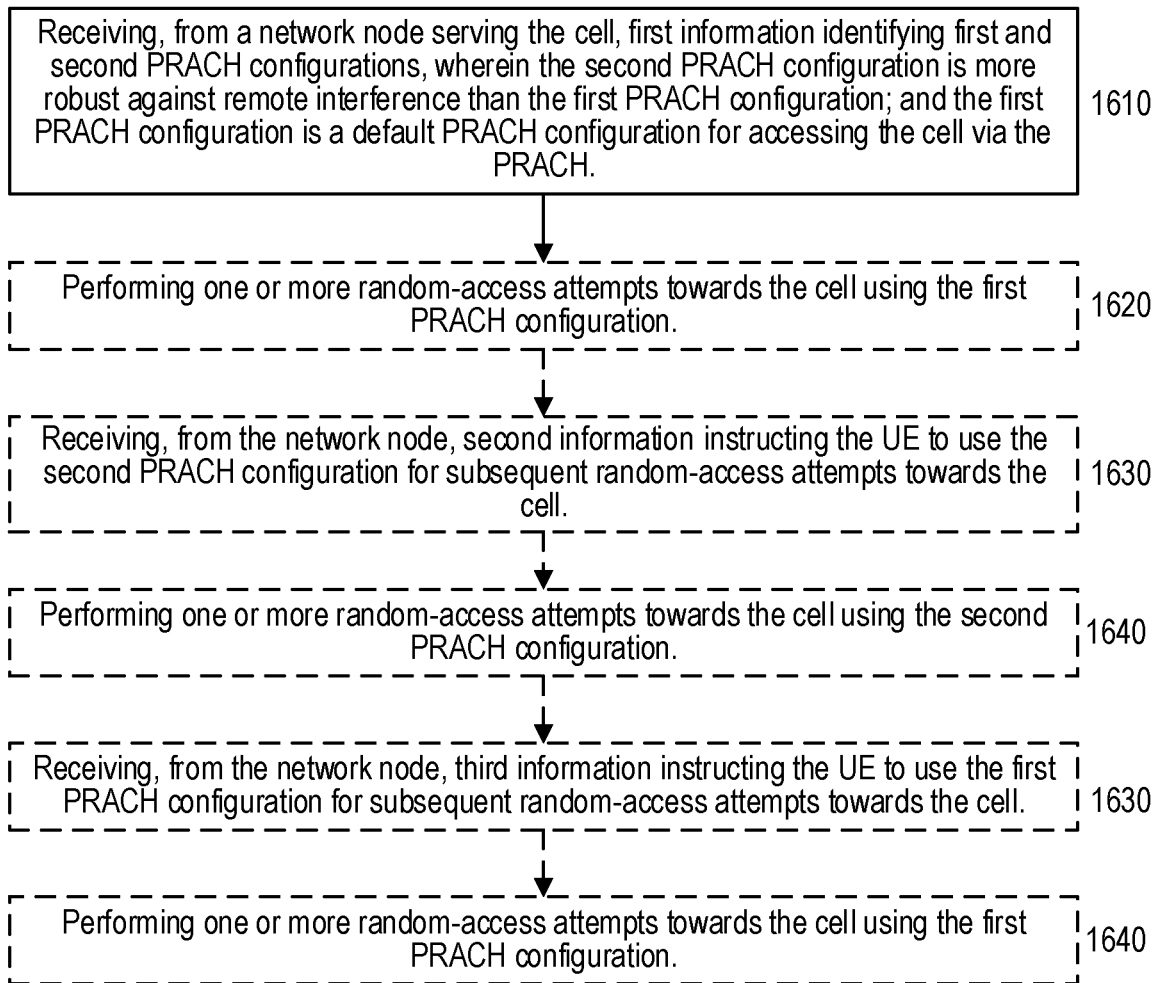 Receiving, from a network node serving the cell, first information identifying first and
second PRACH configurations, wherein the second PRACH configuration is more
robust against remote interference than the first PRACH configuration; and the first
PRACH configuration is a default PRACH configuration for accessing the cell via the
PRACH.
1610
Performing one or more random-access attempts towards the cell using the first
PRACH configuration.
1620
Receiving, from the network node, second information instructing the UE to use the
second PRACH configuration for subsequent random-access attempts towards the
cell.
1630
Performing one or more random-access attempts towards the cell using the second
PRACH configuration.
1640
Receiving, from the network node, third information instructing the UE to use the first
PRACH configuration for subsequent random-access attempts towards the cell.
1630
Performing one or more random-access attempts towards the cell using the first
PRACH configuration.
1640